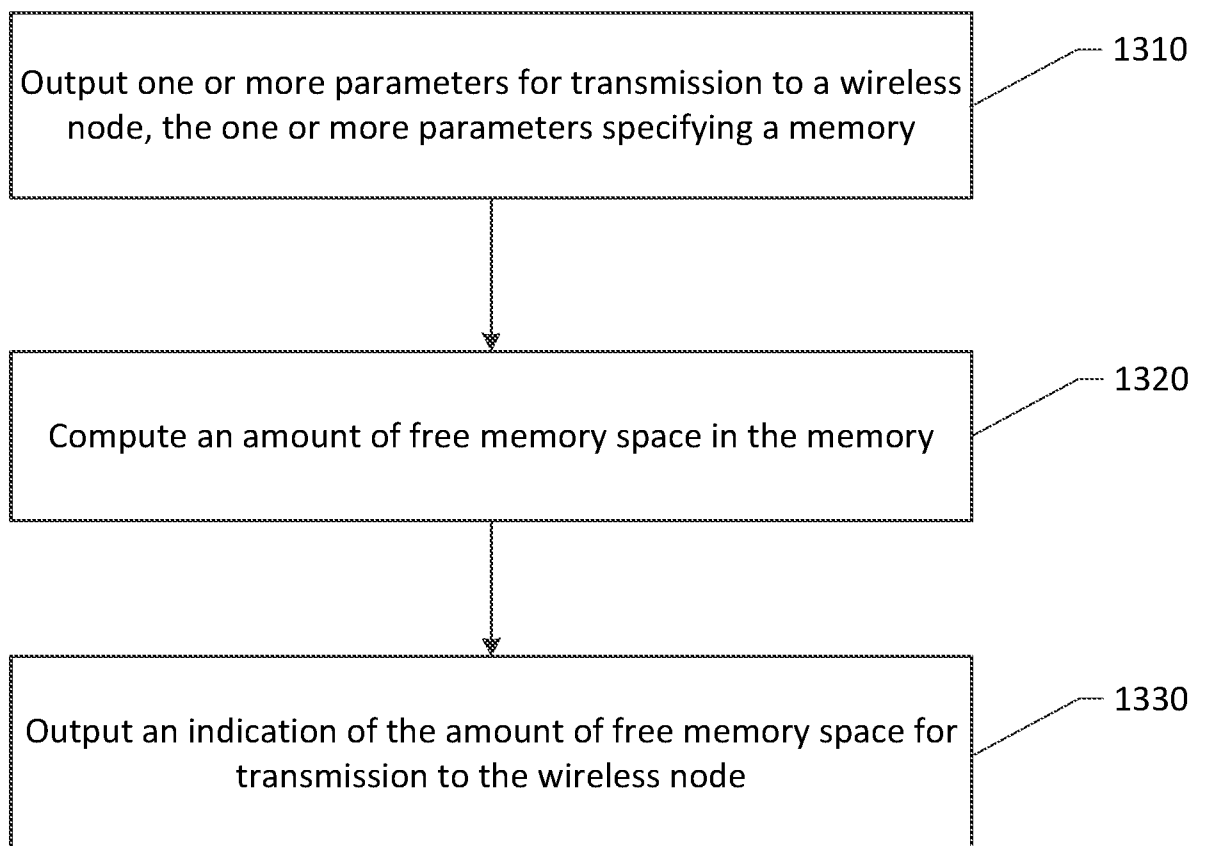 1310
Output one or more parameters for transmission to a wireless
node, the one or more parameters specifying a memory
1320
Compute an amount of free memory space in the memory
1330
Output an indication of the amount of free memory space for
transmission to the wireless node